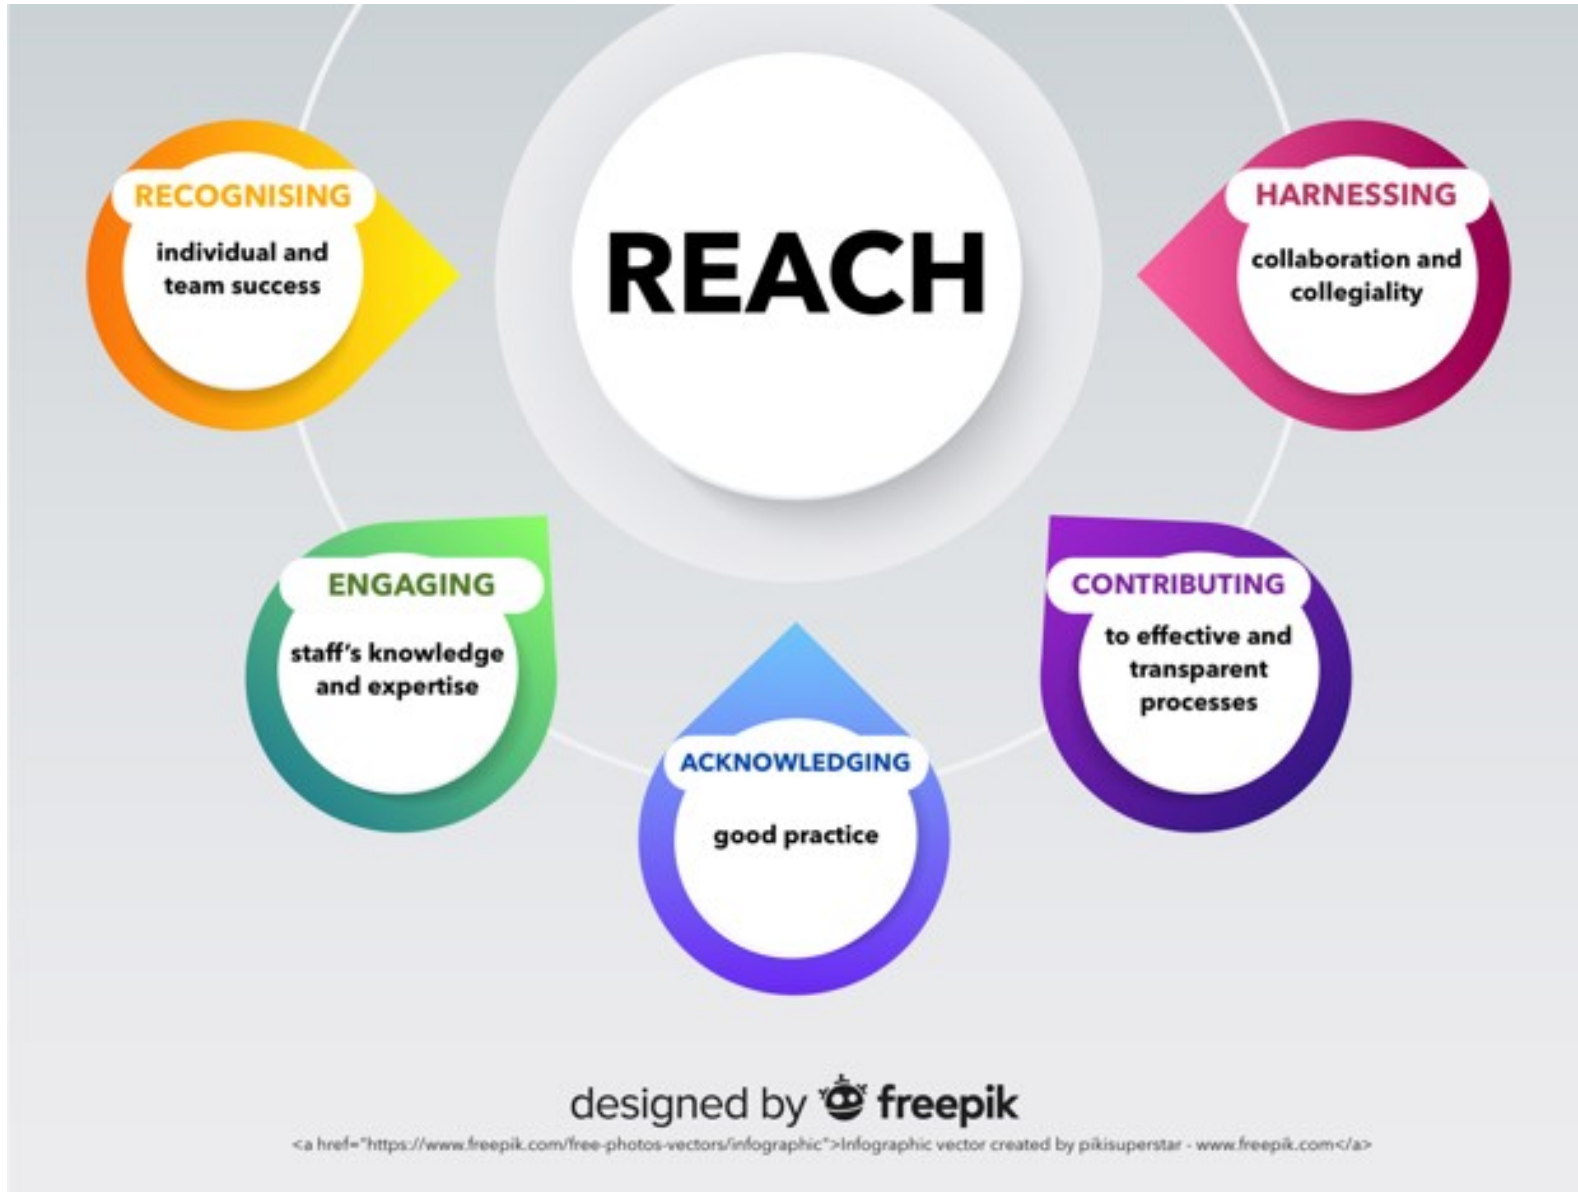 REACH
RECOGNISING
individual and
team success
ENGAGING
staff's knowledge
and expertise
ACKNOWLEDGING
good practice
CONTRIBUTING
to effective and
transparent
processes
HARNESSING
collaboration and
collegiality
designed by freepik
<a href="https://www.freepik.com/free-photos-vectors/infographic">Infographic vector created by pikisuperstar - www.freepik.com</a>